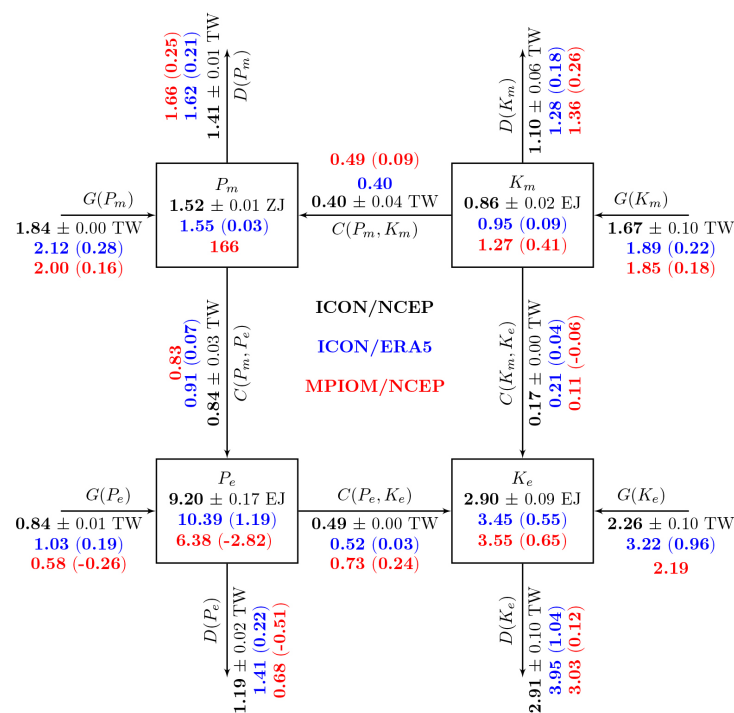 1.66 (0.25)
1.62 (0.21)
1.41 ± 0.01 TW
D(P_m)
D(K_m)
1.10 ± 0.06 TW
1.28 (0.18)
1.36 (0.26)
G(P_m)
1.84 ± 0.00 TW
2.12 (0.28)
2.00 (0.16)
P_m
1.52 ± 0.01 ZJ
1.55 (0.03)
166
0.49 (0.09)
0.40
0.40 ± 0.04 TW
C(P_m, K_m)
K_m
0.86 ± 0.02 EJ
0.95 (0.09)
1.27 (0.41)
G(K_m)
1.67 ± 0.10 TW
1.89 (0.22)
1.85 (0.18)
0.83
0.91 (0.07)
0.84 ± 0.03 TW
C(P_m, P_e)
ICON/NCEP
ICON/ERA5
MPIOM/NCEP
C(K_m, K_e)
0.17 ± 0.00 TW
0.21 (0.04)
0.11 (-0.06)
G(P_e)
0.84 ± 0.01 TW
1.03 (0.19)
0.58 (-0.26)
P_e
9.20 ± 0.17 EJ
10.39 (1.19)
6.38 (-2.82)
C(P_e, K_e)
0.49 ± 0.00 TW
0.52 (0.03)
0.73 (0.24)
K_e
2.90 ± 0.09 EJ
3.45 (0.55)
3.55 (0.65)
G(K_e)
2.26 ± 0.10 TW
3.22 (0.96)
2.19
D(P_e)
1.19 ± 0.02 TW
1.41 (0.22)
0.68 (-0.51)
D(K_e)
2.91 ± 0.10 TW
3.95 (1.04)
3.03 (0.12)